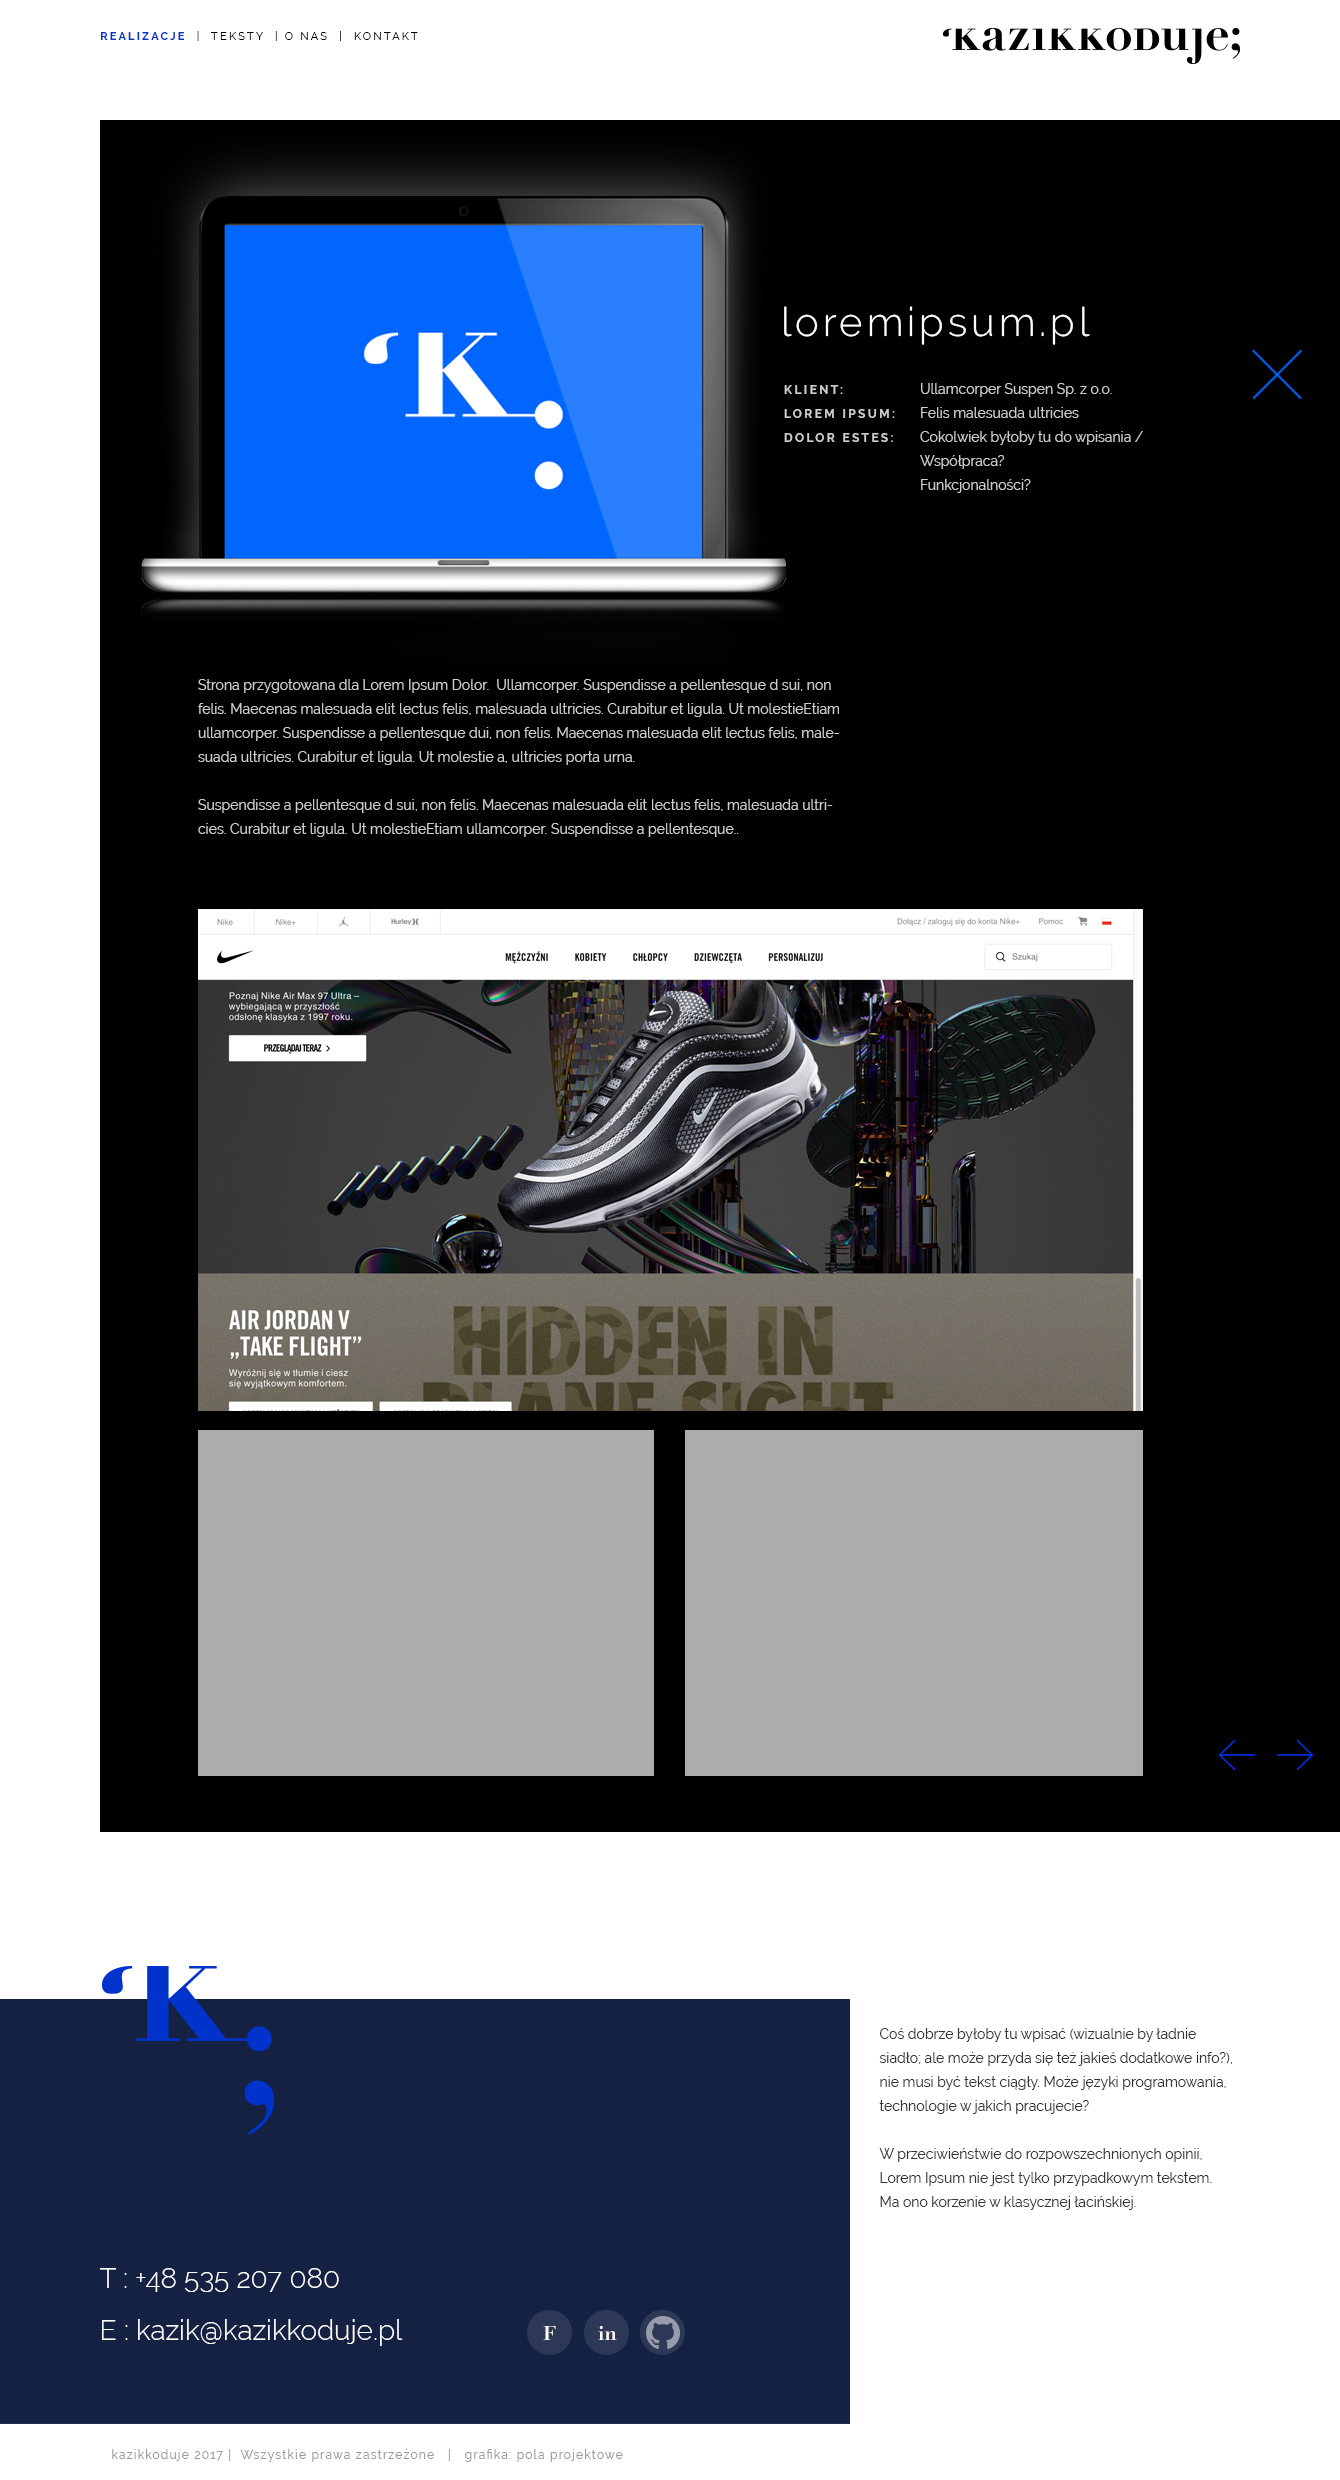 REALIZACJE | TEKSTY | O NAS | KONTAKT
kazikkoduje;
K
loremipsum.pl
KLIENT: Ullamcorper Suspen Sp. z o.o.
LOREM IPSUM: Felis malesuada ultricies
DOLOR ESTES: Cokolwiek byłoby tu do wpisania /
Współpraca?
Funkcjonalności?
Strona przygotowana dla Lorem Ipsum Dolor. Ullamcorper. Suspendisse a pellentesque d sui, non
felis. Maecenas malesuada elit lectus felis, malesuada ultricies. Curabitur et ligula. Ut molestieEtiam
ullamcorper. Suspendisse a pellentesque dui, non felis. Maecenas malesuada elit lectus felis, male-
suada ultricies. Curabitur et ligula. Ut molestie a, ultricies porta urna.
Suspendisse a pellentesque d sui, non felis. Maecenas malesuada elit lectus felis, malesuada ultri-
cies. Curabitur et ligula. Ut molestieEtiam ullamcorper. Suspendisse a pellentesque..
Nike Nike+ Hurley Dołącz / zaloguj się do konta Nike+ Pomoc
MĘŻCZYŹNI KOBIETY CHŁOPCY DZIEWCZĘTA PERSONALIZUJ Szukaj
Poznaj Nike Air Max 97 Ultra –
wybiegającą w przyszłość
odsłonę klasyka z 1997 roku.
PRZEGLĄDAJ TERAZ >
AIR JORDAN V
„TAKE FLIGHT”
Wyróżnij się w tłumie i ciesz
się wyjątkowym komfortem.
HIDDEN IN
PLANE SIGHT
K
Coś dobrze byłoby tu wpisać (wizualnie by ładnie
siadło; ale może przyda się też jakieś dodatkowe info?),
nie musi być tekst ciągły. Może języki programowania,
technologie w jakich pracujecie?
W przeciwieństwie do rozpowszechnionych opinii,
Lorem Ipsum nie jest tylko przypadkowym tekstem.
Ma ono korzenie w klasycznej łacińskiej.
T : +48 535 207 080
E : kazik@kazikkoduje.pl
F in
kazikkoduje 2017 | Wszystkie prawa zastrzeżone | grafika: pola projektowe